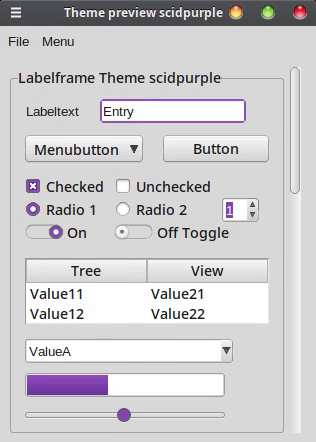 Theme preview scidpurple
File Menu
Labelframe Theme scidpurple
Labeltext Entry
Menubutton Button
Checked Unchecked
Radio 1 Radio 2 1
On Off Toggle
Tree View
Value11 Value21
Value12 Value22
ValueA